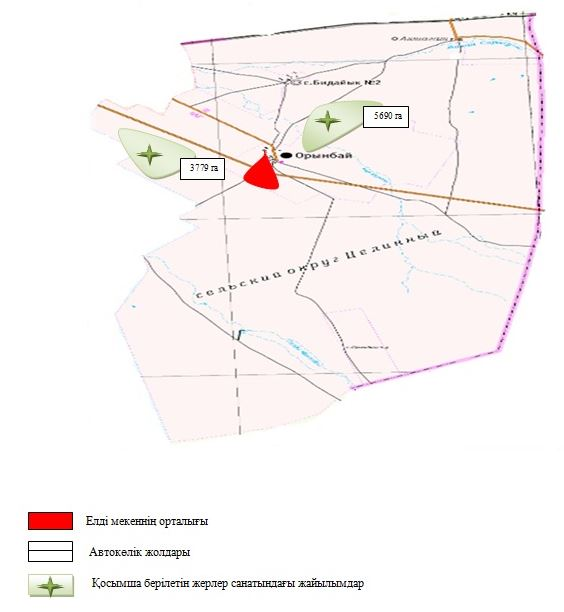 с.Бидайык №2
5690 га
Орынбай
3779 га
сельский округ Целинный
Елді мекеннің орталығы
Автокөлік жолдары
Қосымша берілетін жерлер санатындағы жайылымдар